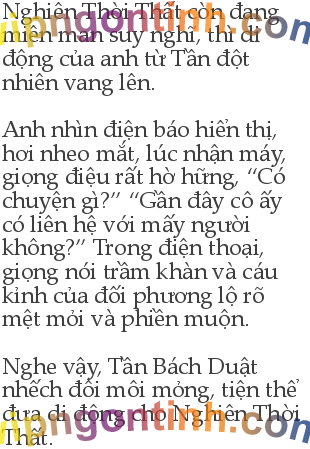 Nghiên Thời Thất còn đang
miên man suy nghĩ, thì di
động của anh từ Tần đột
nhiên vang lên.
Anh nhìn điện báo hiển thị,
hơi nheo mắt, lúc nhận máy,
giọng điệu rất hờ hững, “Có
chuyện gì?” “Gần đây cô ấy
có liên hệ với mấy người
không?” Trong điện thoại,
giọng nói trầm khàn và cáu
kỉnh của đối phương lộ rõ
mệt mỏi và phiền muộn.
Nghe vậy, Tần Bách Duật
nhếch đôi môi mỏng, tiện thể
đưa di động cho Nghiên Thời
Thất.
vipngontinh.com
vipngontinh.com